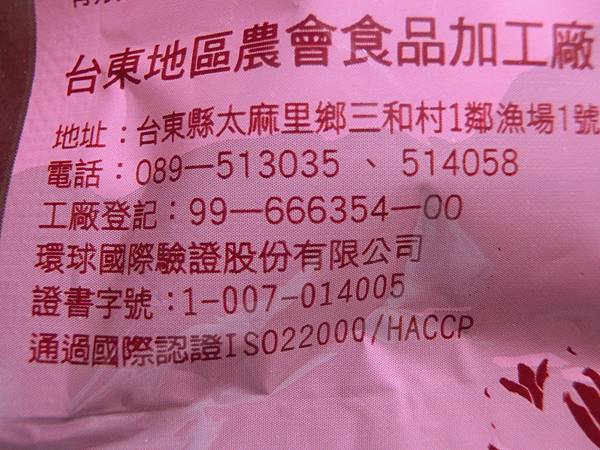 台東地區農會食品加工廠
地址：台東縣太麻里鄉三和村1鄰漁場1號
電話：089—513035、514058
工廠登記：99—666354—00
環球國際驗證股份有限公司
證書字號：1-007-014005
通過國際認證ISO22000/HACCP